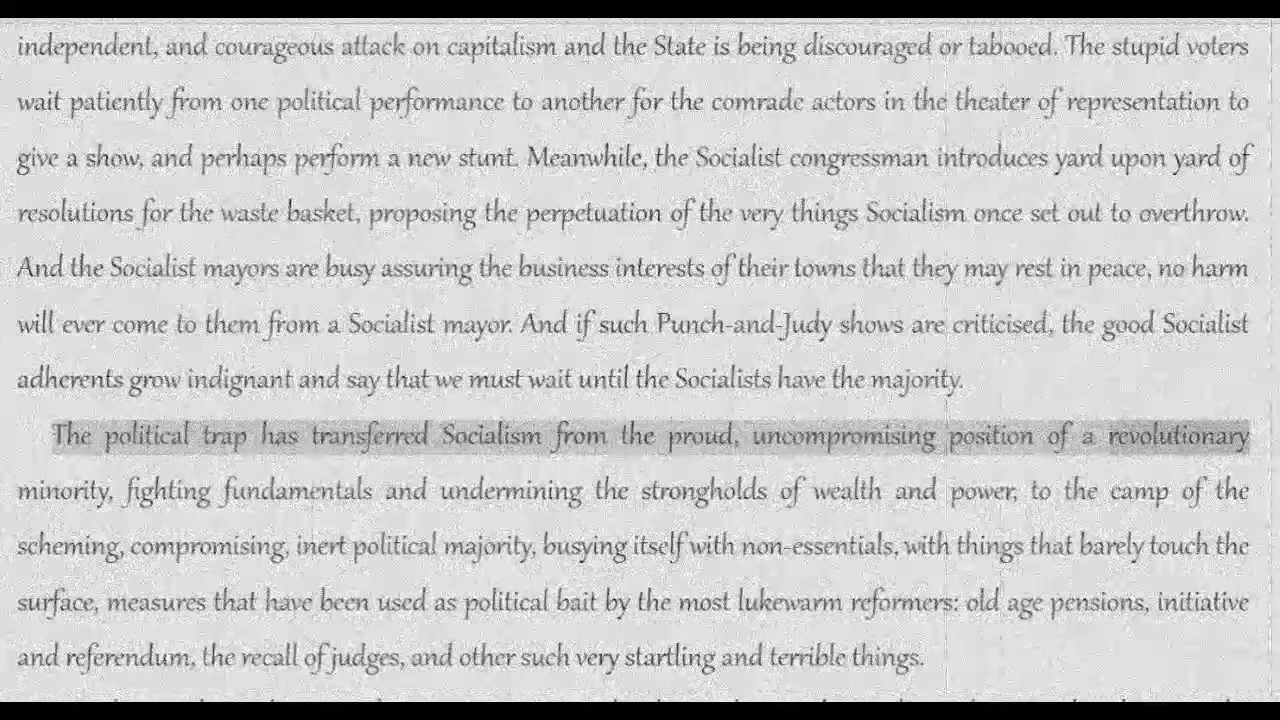 independent, and courageous attack on capitalism and the State is being discouraged or tabooed. The stupid voters
wait patiently from one political performance to another for the comrade actors in the theater of representation to
give a show, and perhaps perform a new stunt. Meanwhile, the Socialist congressman introduces yard upon yard of
resolutions for the waste basket, proposing the perpetuation of the very things Socialism once set out to overthrow.
And the Socialist mayors are busy assuring the business interests of their towns that they may rest in peace, no harm
will ever come to them from a Socialist mayor. And if such Punch-and-Judy shows are criticised, the good Socialist
adherents grow indignant and say that we must wait until the Socialists have the majority.
The political trap has transferred Socialism from the proud, uncompromising position of a revolutionary
minority, fighting fundamentals and undermining the strongholds of wealth and power, to the camp of the
scheming, compromising, inert political majority, busying itself with non-essentials, with things that barely touch the
surface, measures that have been used as political bait by the most lukewarm reformers: old age pensions, initiative
and referendum, the recall of judges, and other such very startling and terrible things.